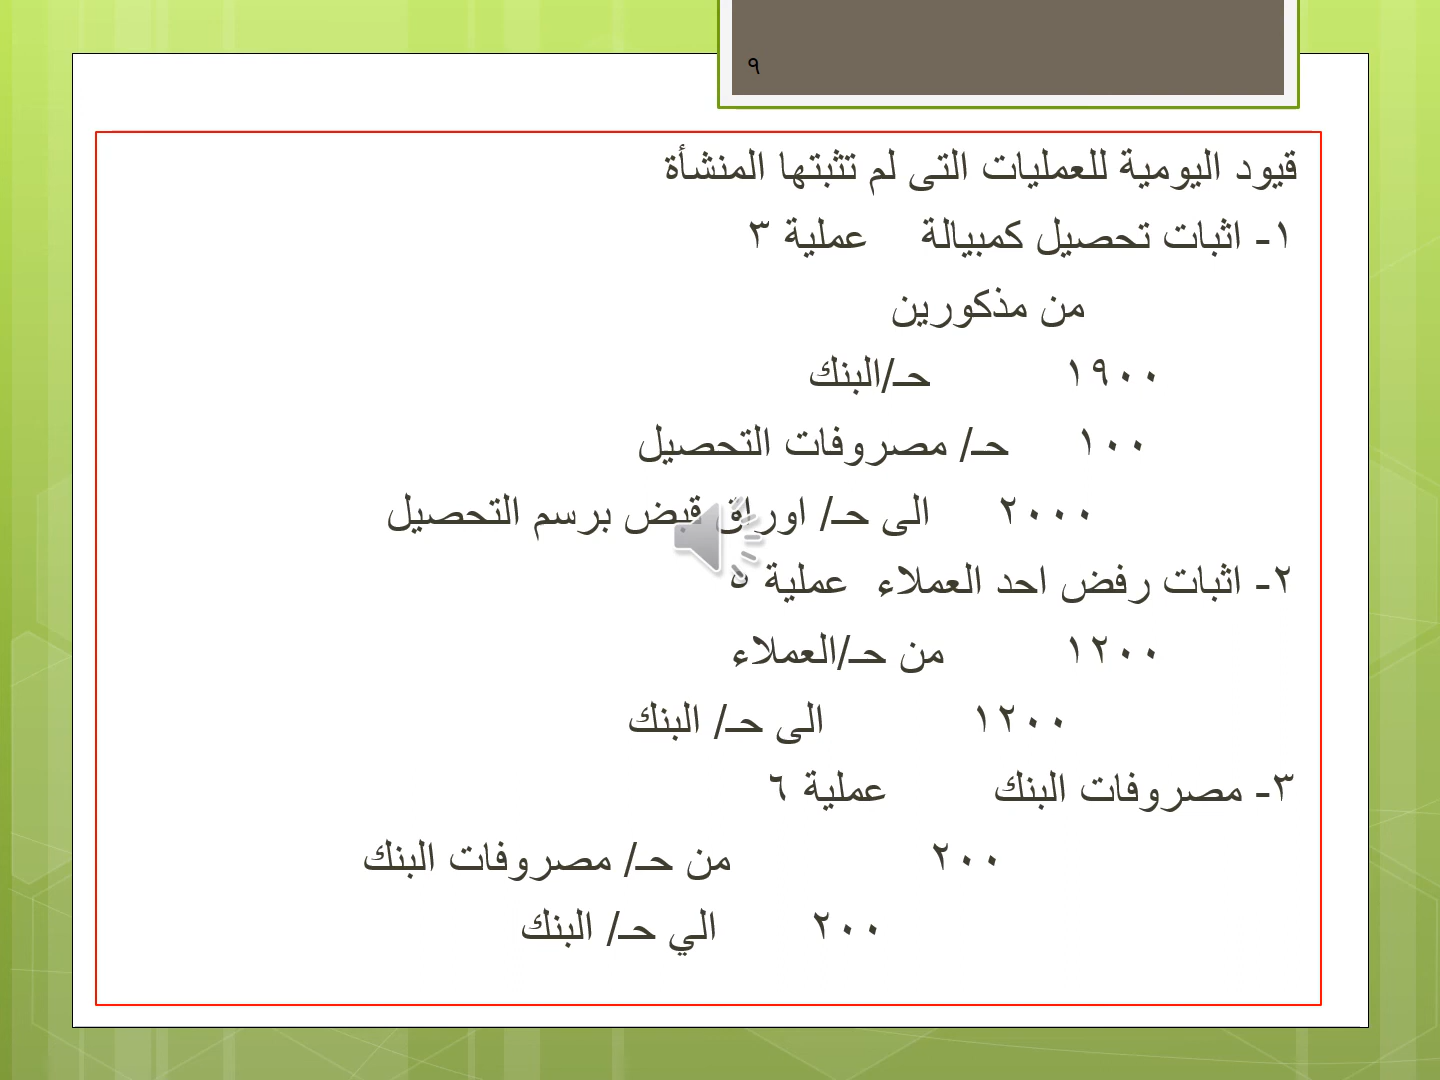 ٩
قيود اليومية للعمليات التى لم تثبتها المنشأة
١- اثبات تحصيل كمبيالة عملية ٣
من مذكورين
١٩٠٠ حـ/البنك
١٠٠ حـ/ مصروفات التحصيل
٢٠٠٠ الى حـ/ اوراق قبض برسم التحصيل
٢- اثبات رفض احد العملاء عملية ٥
١٢٠٠ من حـ/العملاء
١٢٠٠ الى حـ/ البنك
٣- مصروفات البنك عملية ٦
٢٠٠ من حـ/ مصروفات البنك
٢٠٠ الي حـ/ البنك